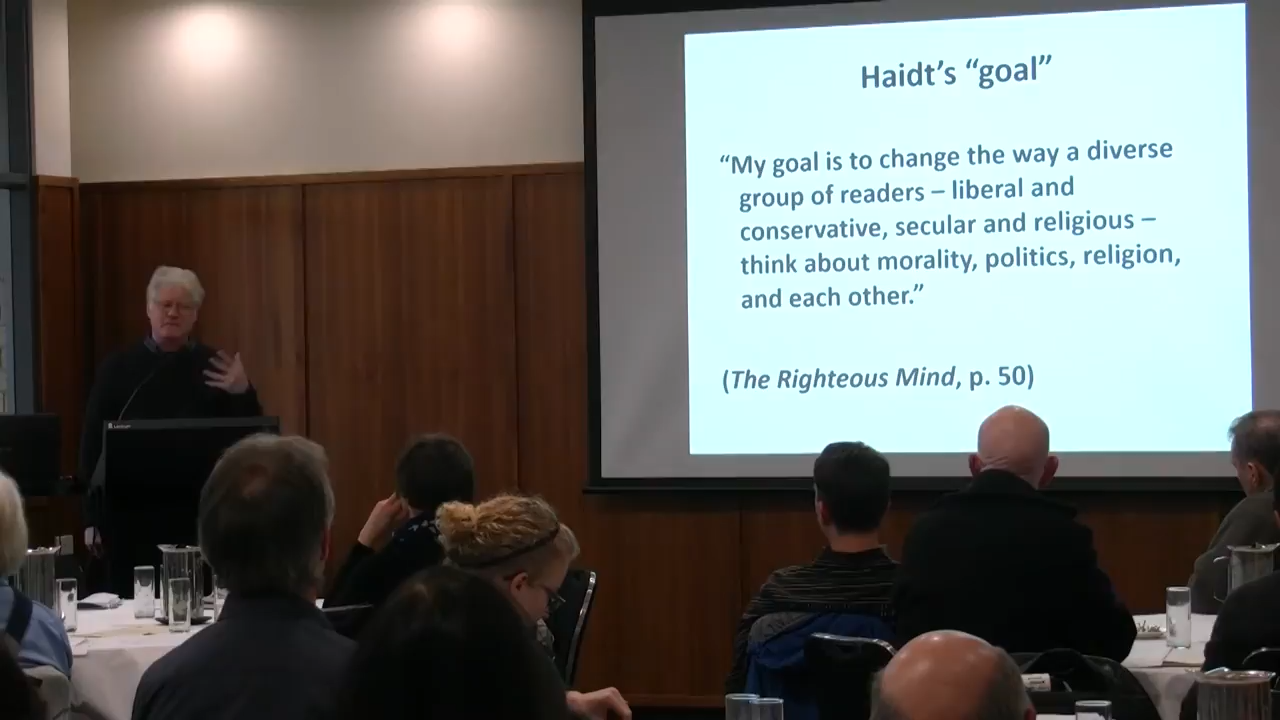 Haidt’s “goal”
“My goal is to change the way a diverse
group of readers – liberal and
conservative, secular and religious –
think about morality, politics, religion,
and each other.”
(The Righteous Mind, p. 50)